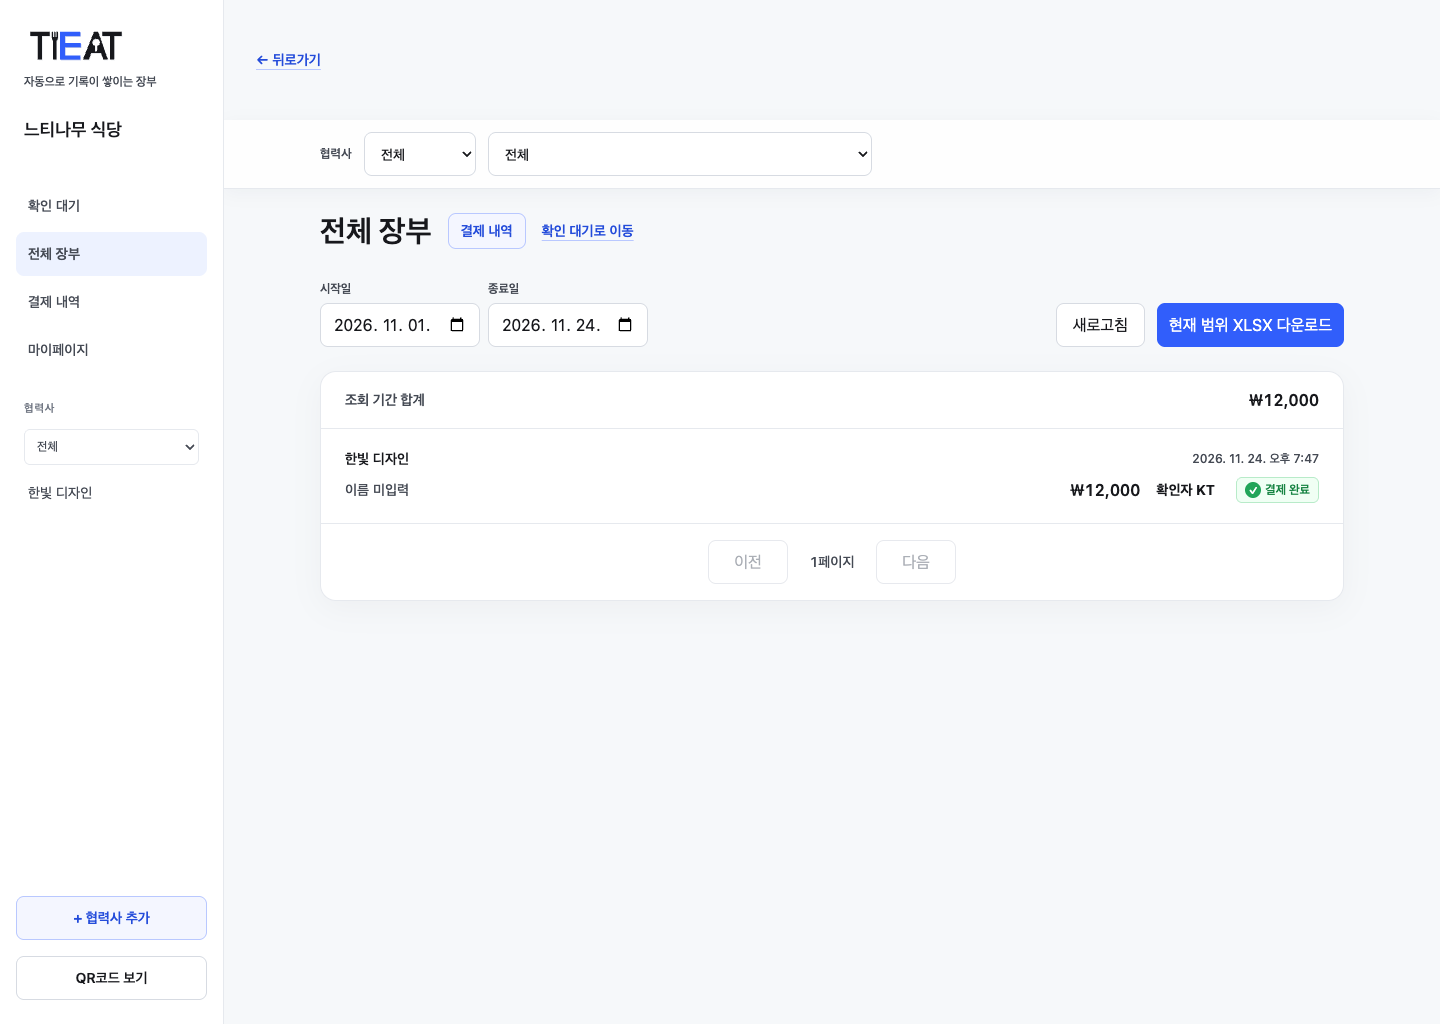 TIEAT
자동으로 기록이 쌓이는 장부
느티나무 식당
확인 대기
전체 장부
결제 내역
마이페이지
협력사
전체
한빛 디자인
+ 협력사 추가
QR코드 보기
← 뒤로가기
협력사 전체 전체
전체 장부 결제 내역 확인 대기로 이동
시작일 종료일
2026. 11. 01. 2026. 11. 24. 새로고침 현재 범위 XLSX 다운로드
조회 기간 합계 ₩12,000
한빛 디자인 2026. 11. 24. 오후 7:47
이름 미입력 ₩12,000 확인자 KT 결제 완료
이전 1페이지 다음